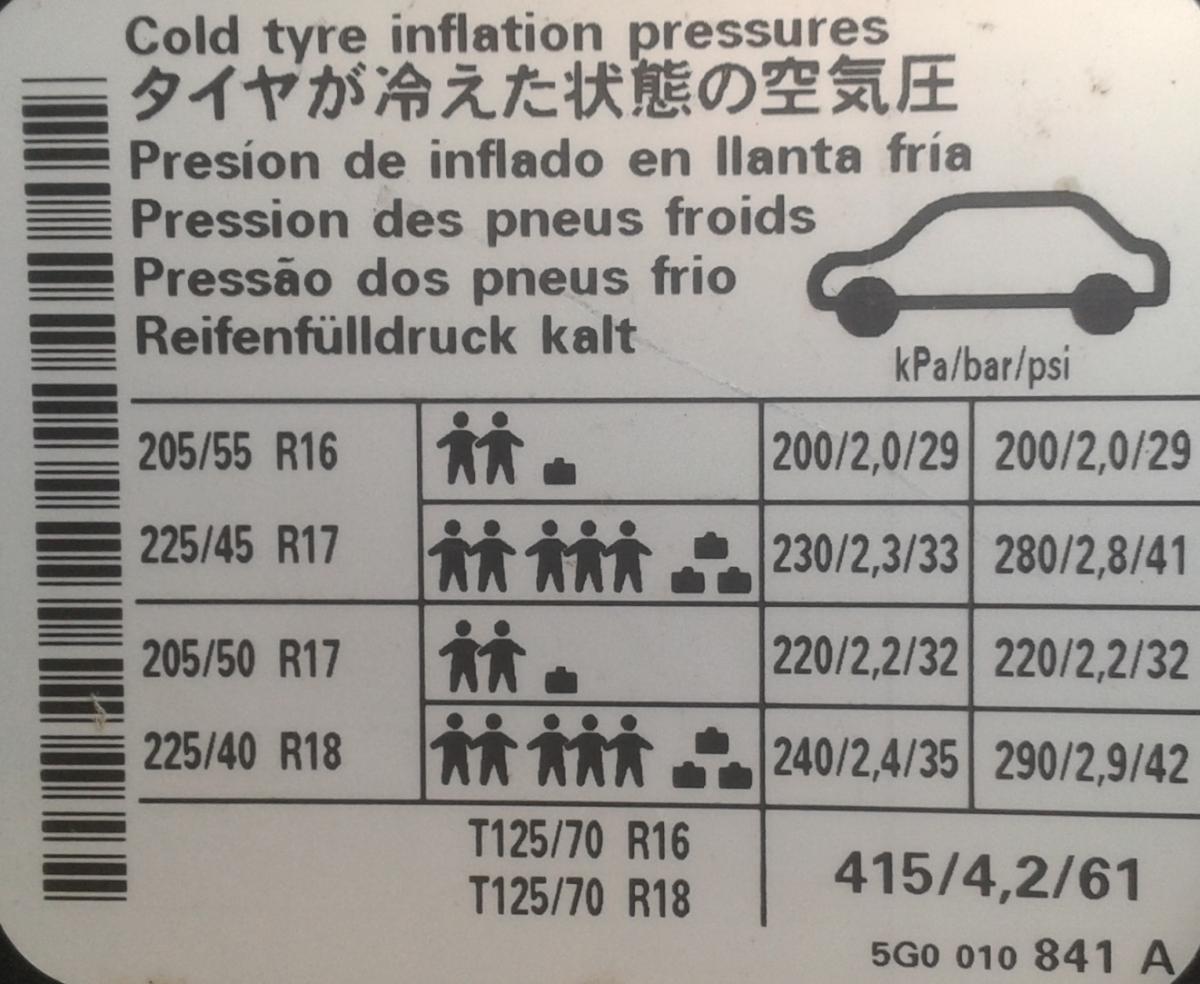 Cold tyre inflation pressures
タイヤが冷えた状態の空気圧
Presíon de inflado en llanta fría
Pression des pneus froids
Pressão dos pneus frio
Reifenfülldruck kalt
kPa/bar/psi
205/55 R16 200/2,0/29 200/2,0/29
225/45 R17 230/2,3/33 280/2,8/41
205/50 R17 220/2,2/32 220/2,2/32
225/40 R18 240/2,4/35 290/2,9/42
T125/70 R16
T125/70 R18
415/4,2/61
5G0 010 841 A